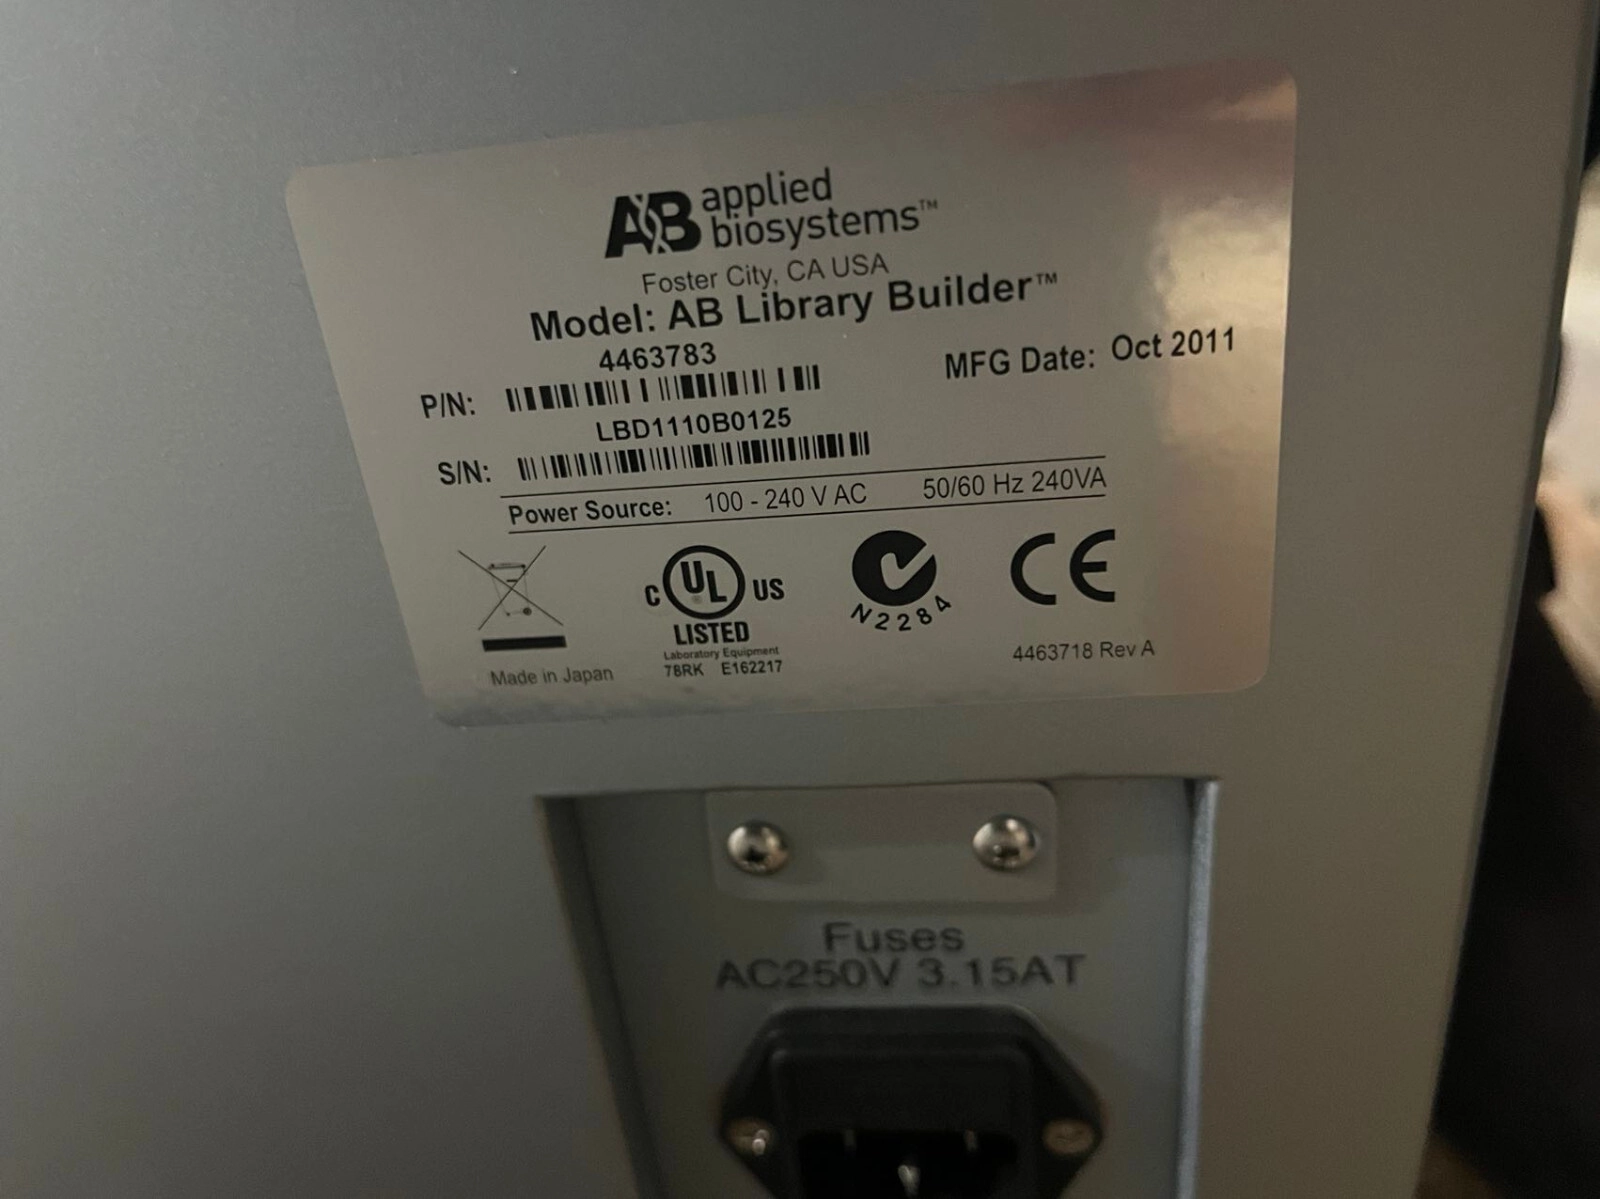 AB applied
biosystems™
Foster City, CA USA
Model: AB Library Builder™
4463783
P/N:
MFG Date: Oct 2011
LBD1110B0125
S/N:
Power Source: 100 - 240 V AC 50/60 Hz 240VA
C UL US
LISTED
Laboratory Equipment
78RK E162217
N2284
CE
Made in Japan
4463718 Rev A
Fuses
AC250V 3.15AT